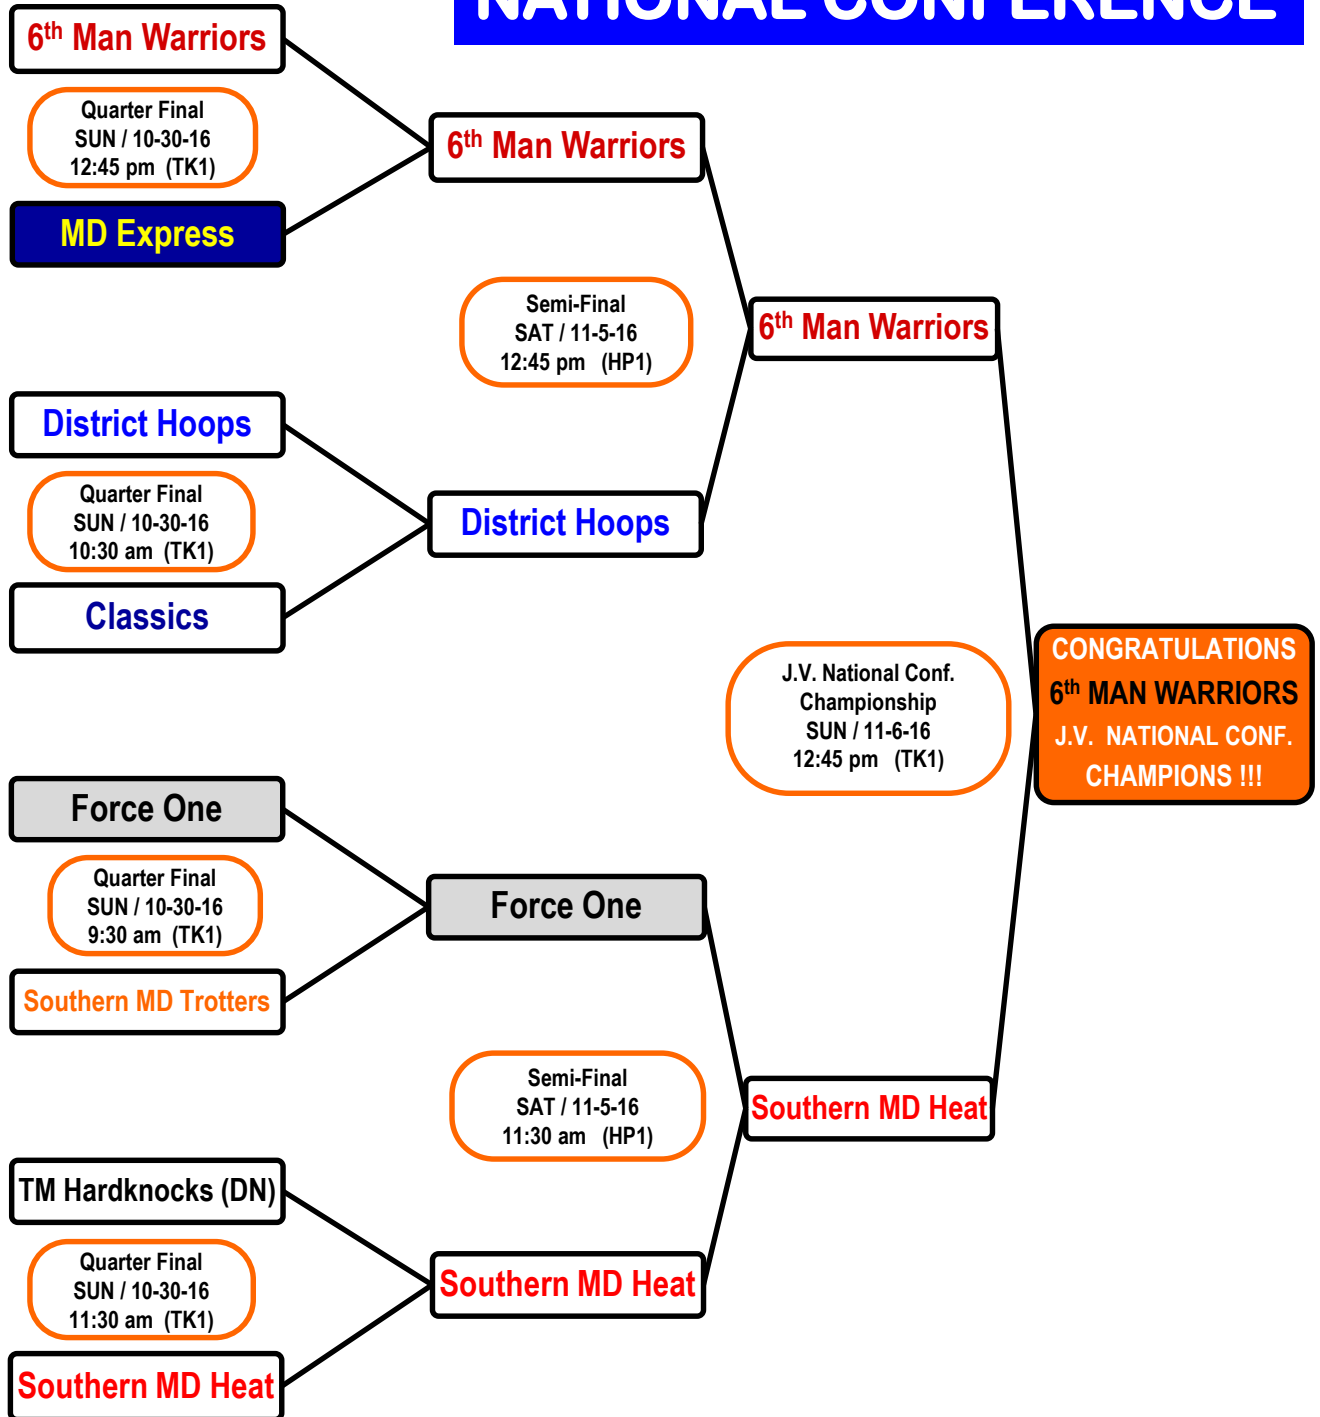 NATIONAL CONFERENCE
6th Man Warriors
Quarter Final
SUN / 10-30-16
12:45 pm (TK1)
MD Express
6th Man Warriors
Semi-Final
SAT / 11-5-16
12:45 pm (HP1)
6th Man Warriors
District Hoops
Quarter Final
SUN / 10-30-16
10:30 am (TK1)
Classics
District Hoops
J.V. National Conf.
Championship
SUN / 11-6-16
12:45 pm (TK1)
CONGRATULATIONS
6th MAN WARRIORS
J.V. NATIONAL CONF.
CHAMPIONS !!!
Force One
Quarter Final
SUN / 10-30-16
9:30 am (TK1)
Southern MD Trotters
Force One
Semi-Final
SAT / 11-5-16
11:30 am (HP1)
Southern MD Heat
TM Hardknocks (DN)
Quarter Final
SUN / 10-30-16
11:30 am (TK1)
Southern MD Heat
Southern MD Heat